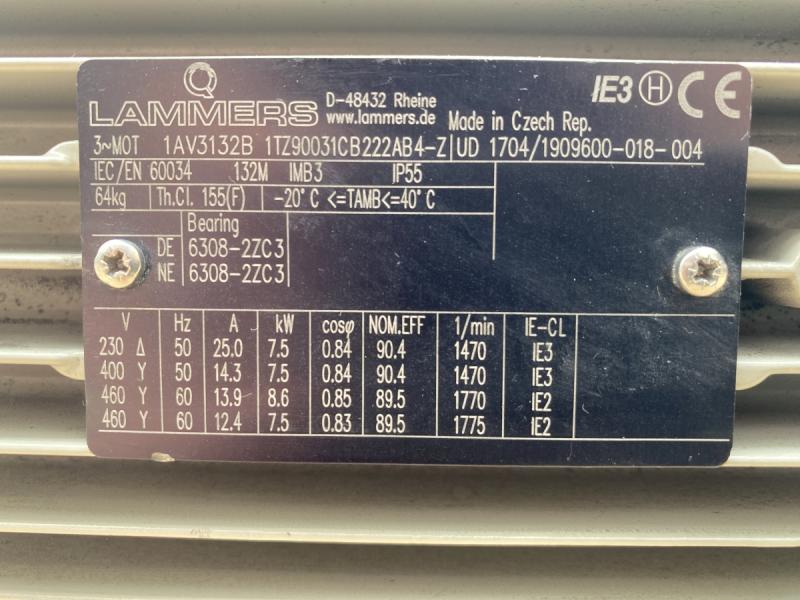 LAMMERS D-48432 Rheine
www.lammers.de Made in Czech Rep. IE3 H CE
3~MOT 1AV3132B 1TZ90031CB222AB4-Z UD 1704/1909600-018-004
IEC/EN 60034 132M IMB3 IP55
64kg Th.Cl. 155(F) -20°C <=TAMB<=40°C
Bearing
DE 6308-2ZC3
NE 6308-2ZC3
V Hz A kW cosφ NOM.EFF 1/min IE-CL
230 Δ 50 25.0 7.5 0.84 90.4 1470 IE3
400 Y 50 14.3 7.5 0.84 90.4 1470 IE3
460 Y 60 13.9 8.6 0.85 89.5 1770 IE2
460 Y 60 12.4 7.5 0.83 89.5 1775 IE2